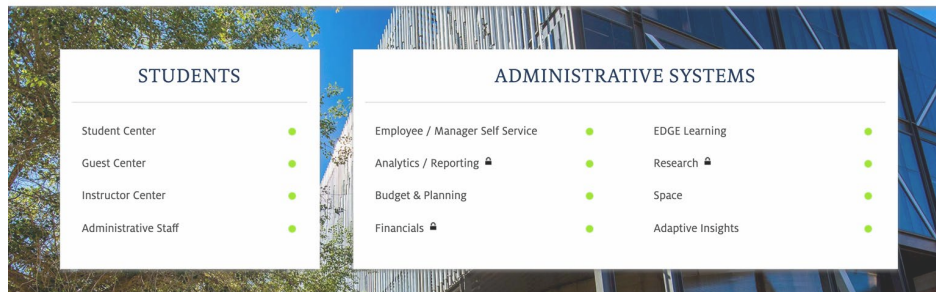 STUDENTS
Student Center
Guest Center
Instructor Center
Administrative Staff
ADMINISTRATIVE SYSTEMS
Employee / Manager Self Service
Analytics / Reporting
Budget & Planning
Financials
EDGE Learning
Research
Space
Adaptive Insights